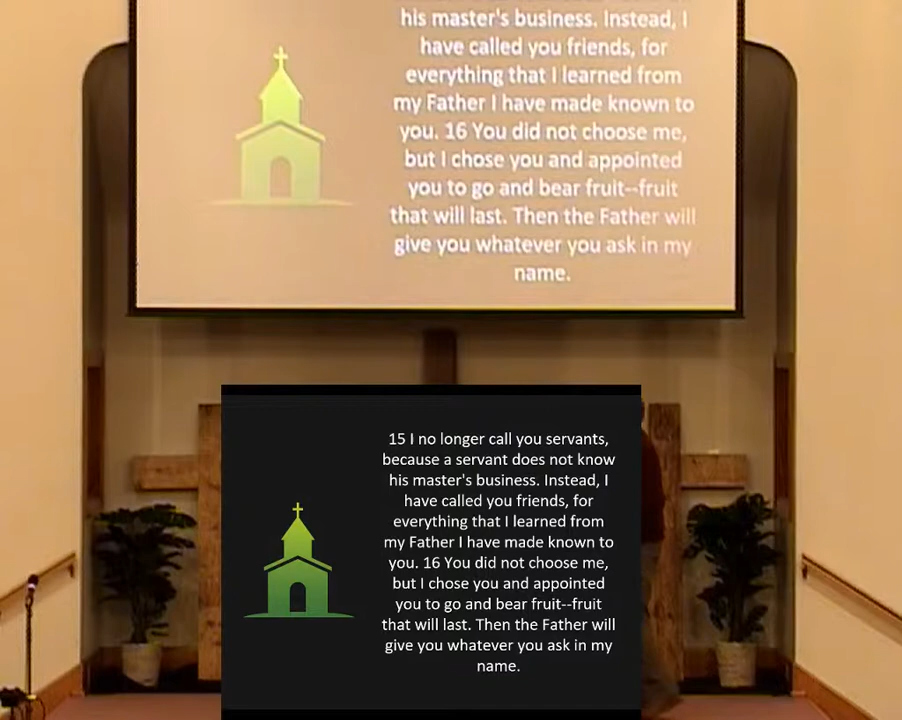 his master's business. Instead, I
have called you friends, for
everything that I learned from
my Father I have made known to
you. 16 You did not choose me,
but I chose you and appointed
you to go and bear fruit--fruit
that will last. Then the Father will
give you whatever you ask in my
name.
15 I no longer call you servants,
because a servant does not know
his master's business. Instead, I
have called you friends, for
everything that I learned from
my Father I have made known to
you. 16 You did not choose me,
but I chose you and appointed
you to go and bear fruit--fruit
that will last. Then the Father will
give you whatever you ask in my
name.